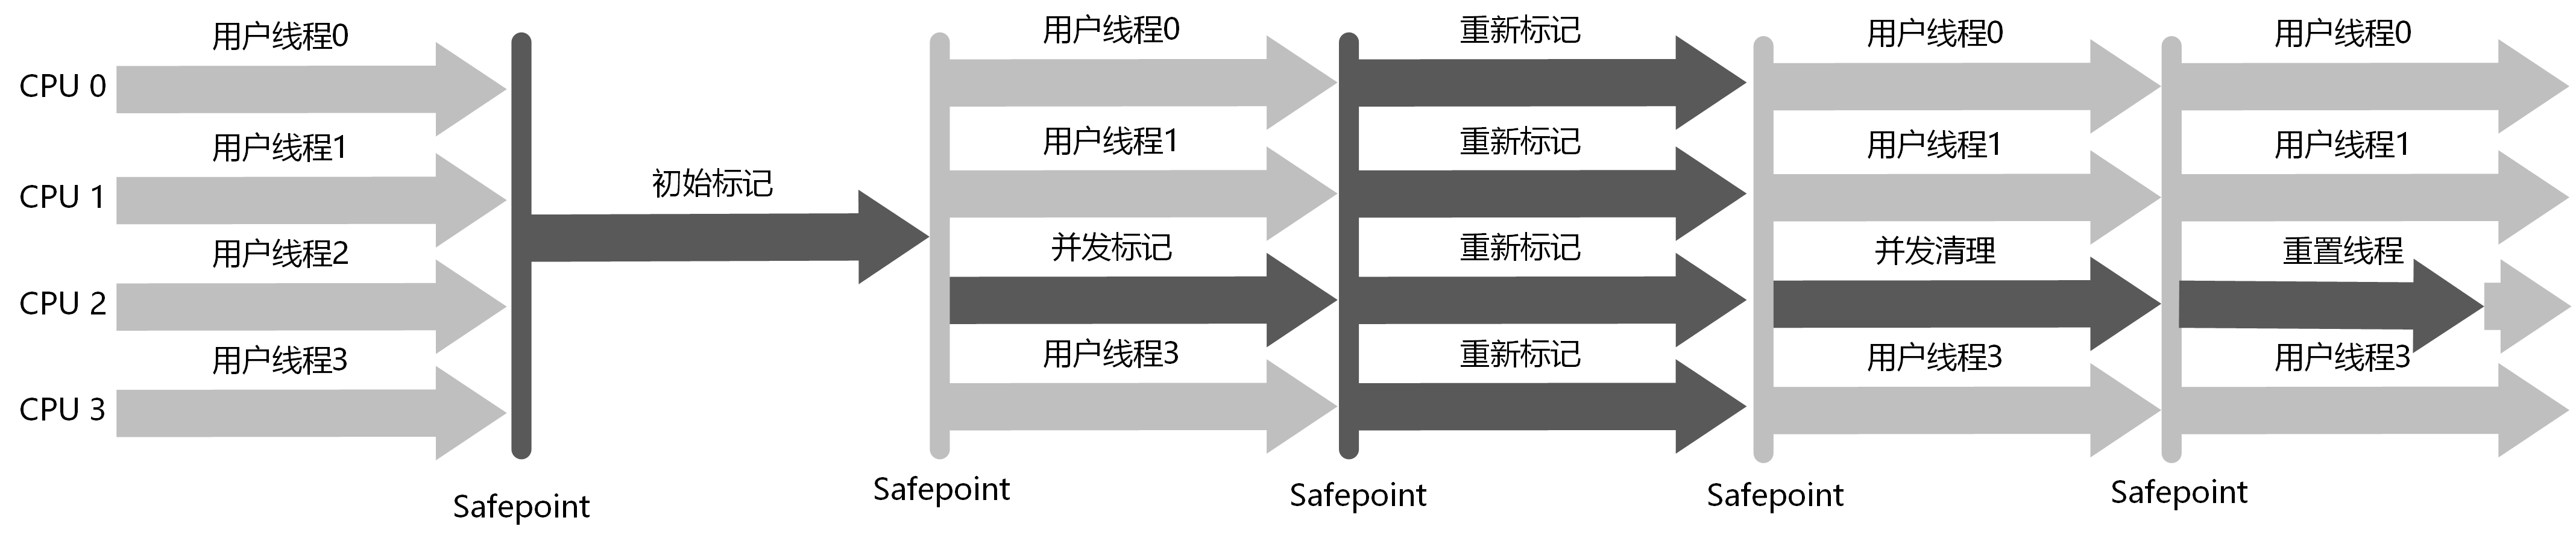 用户线程0
用户线程0
重新标记
用户线程0
用户线程0
CPU 0
用户线程1
用户线程1
重新标记
用户线程1
用户线程1
CPU 1
初始标记
用户线程2
并发标记
重新标记
并发清理
重置线程
CPU 2
用户线程3
用户线程3
重新标记
用户线程3
用户线程3
CPU 3
Safepoint
Safepoint
Safepoint
Safepoint
Safepoint